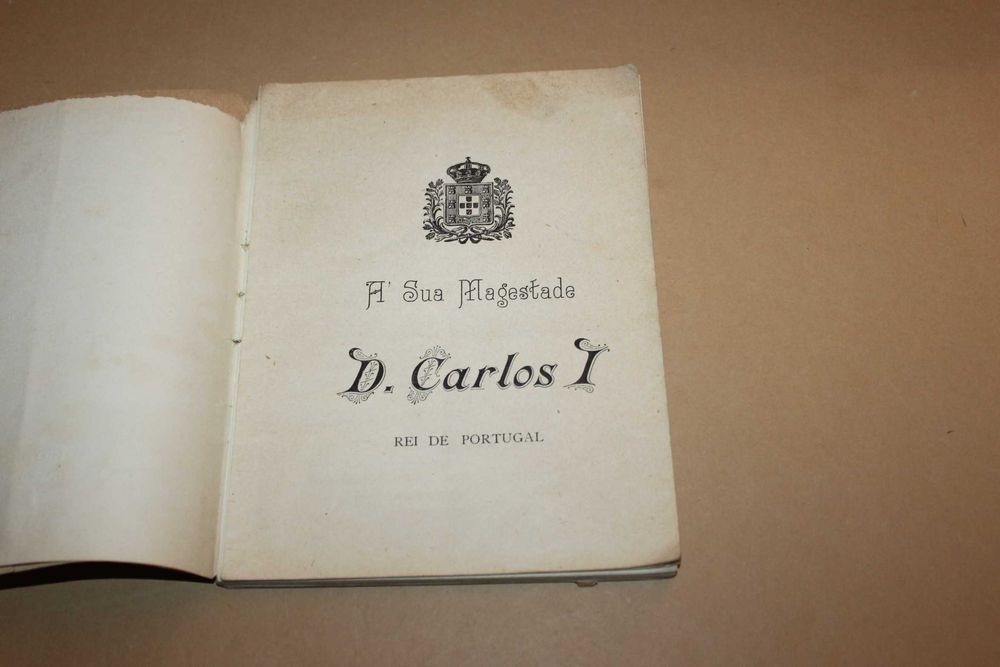 A' Sua Magestade
D. Carlos I
REI DE PORTUGAL